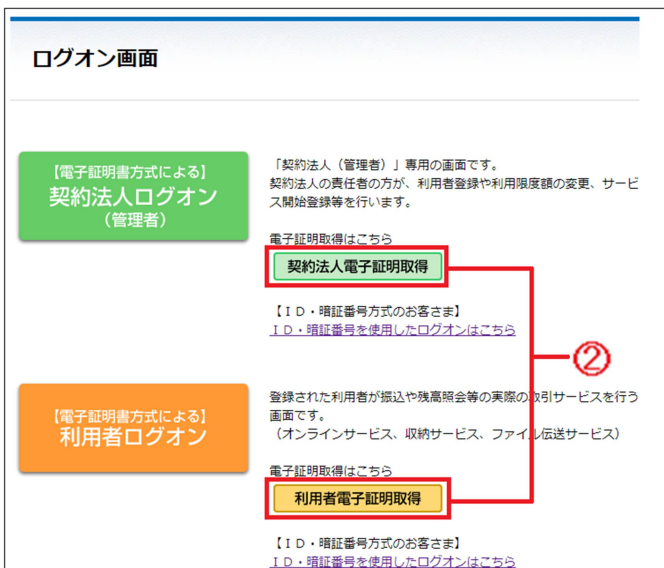 ログオン画面
【電子証明書方式による】
契約法人ログオン
（管理者）
「契約法人（管理者）」専用の画面です。
契約法人の責任者の方が、利用者登録や利用限度額の変更、サービ
ス開始登録等を行います。
電子証明取得はこちら
契約法人電子証明取得
【ＩＤ・暗証番号方式のお客さま】
ＩＤ・暗証番号を使用したログオンはこちら
②
【電子証明書方式による】
利用者ログオン
登録された利用者が振込や残高照会等の実際の取引サービスを行う
画面です。
（オンラインサービス、収納サービス、ファイル伝送サービス）
電子証明取得はこちら
利用者電子証明取得
【ＩＤ・暗証番号方式のお客さま】
ＩＤ・暗証番号を使用したログオンはこちら